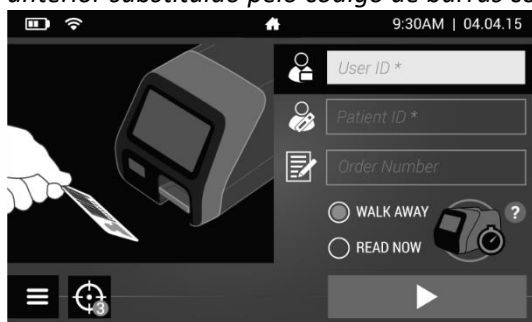 anterior substituído pelo código de barras
9:30AM | 04.04.15
User ID *
Patient ID *
Order Number
WALK AWAY
?
READ NOW
3